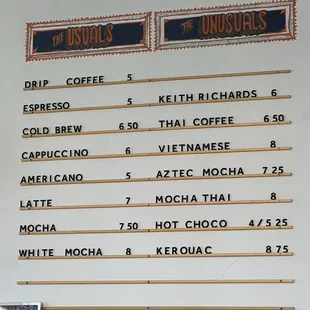 THE USUALS
THE UNUSUALS
DRIP COFFEE 5
ESPRESSO 5
KEITH RICHARDS 6
COLD BREW 6 50
THAI COFFEE 6 50
CAPPUCCINO 6
VIETNAMESE 8
AMERICANO 5
AZTEC MOCHA 7 25
LATTE 7
MOCHA THAI 8
MOCHA 7 50
HOT CHOCO 4/5 25
WHITE MOCHA 8
KEROUAC 8 75